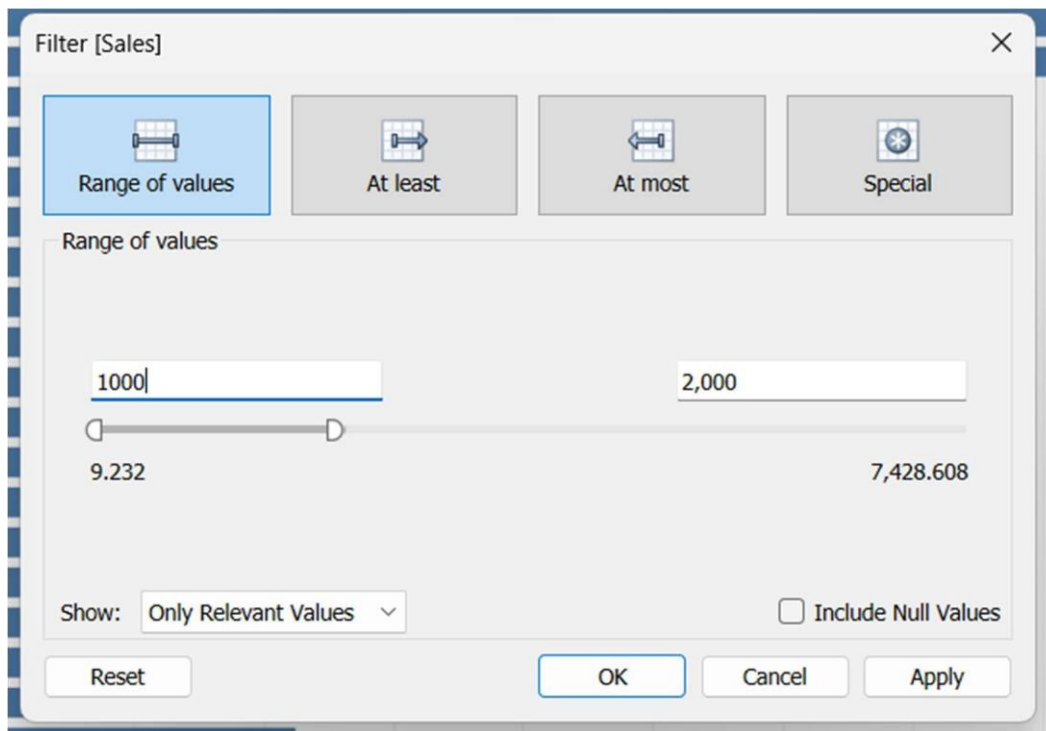 Filter [Sales]
Range of values At least At most Special
Range of values
1000 2,000
9.232 7,428.608
Show: Only Relevant Values Include Null Values
Reset OK Cancel Apply